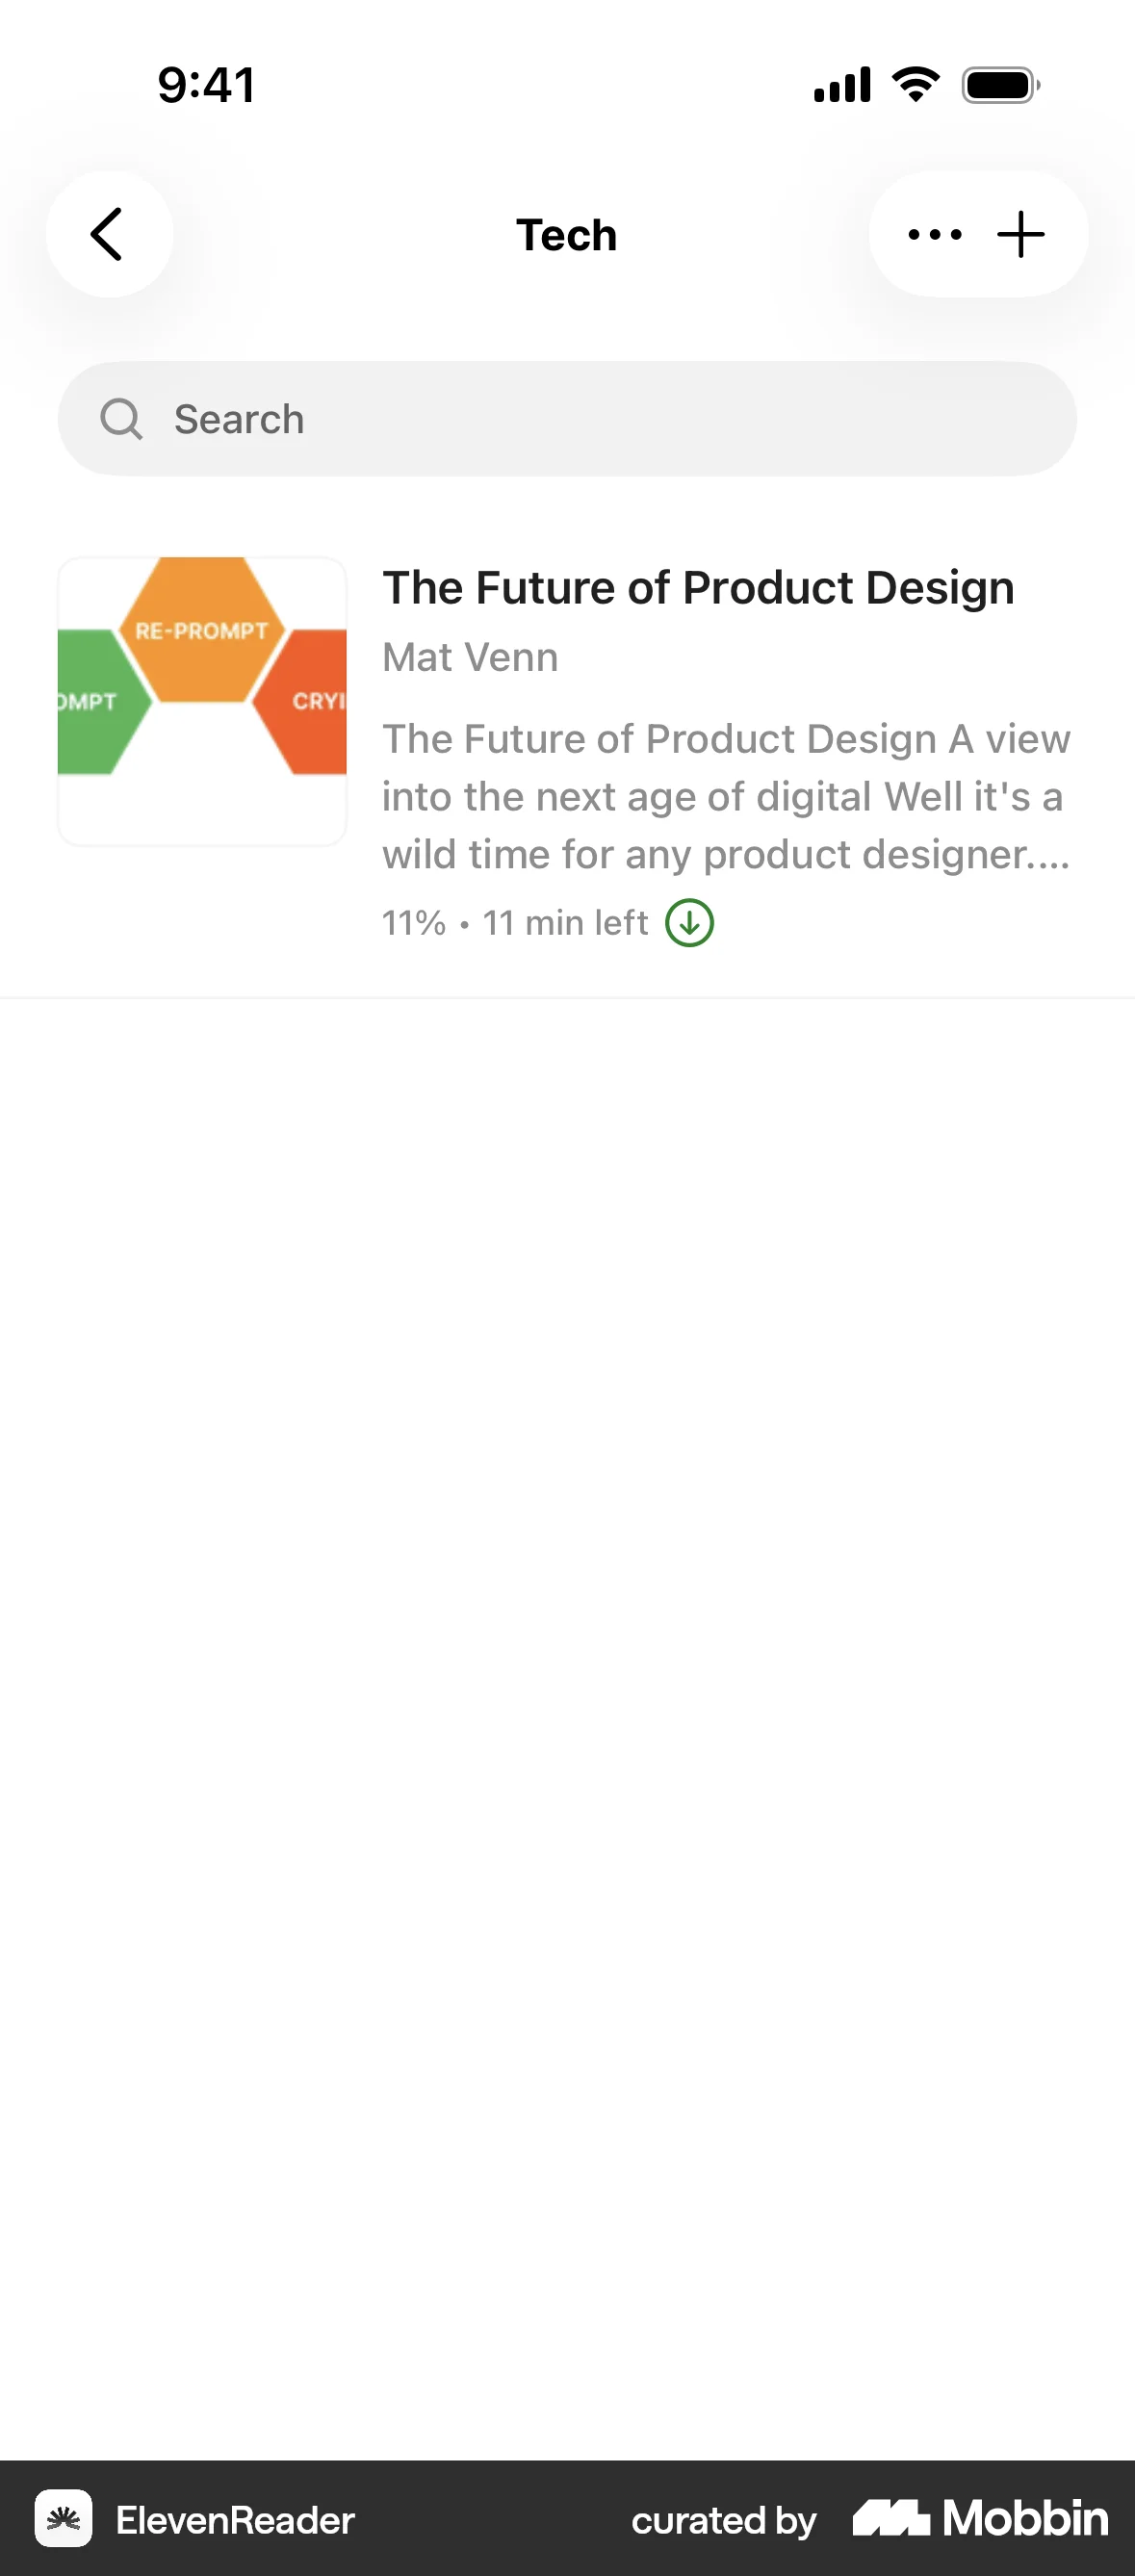 9:41
Tech
Search
RE-PROMPT
OMPT
CRYI
The Future of Product Design
Mat Venn
The Future of Product Design A view
into the next age of digital Well it's a
wild time for any product designer....
11% • 11 min left
ElevenReader
curated by Mobbin